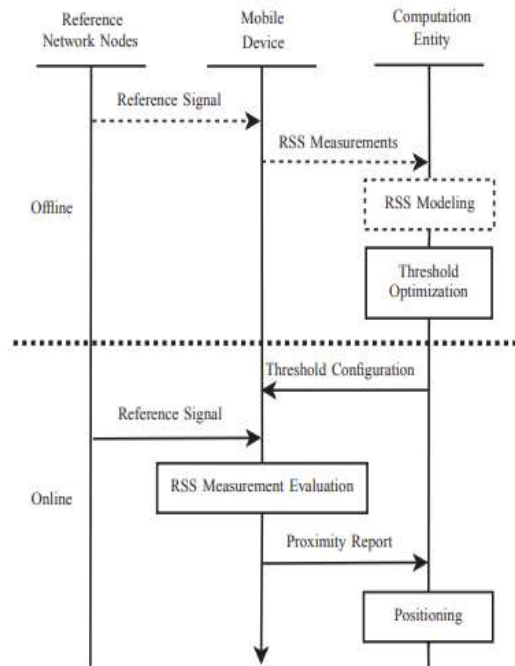 Reference
Network Nodes
Mobile
Device
Computation
Entity
Reference Signal
RSS Measurements
RSS Modeling
Offline
Threshold
Optimization
Threshold Configuration
Reference Signal
RSS Measurement Evaluation
Online
Proximity Report
Positioning